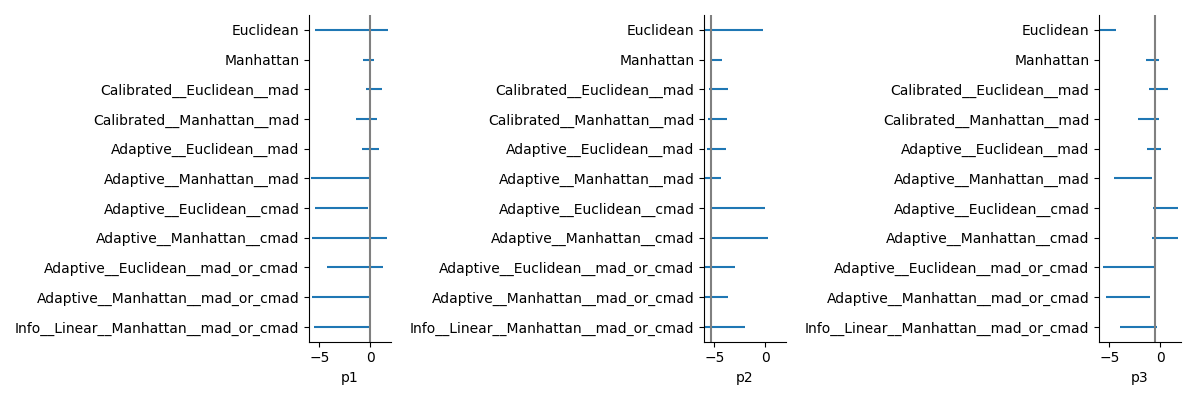 Euclidean
Manhattan
Calibrated__Euclidean__mad
Calibrated__Manhattan__mad
Adaptive__Euclidean__mad
Adaptive__Manhattan__mad
Adaptive__Euclidean__cmad
Adaptive__Manhattan__cmad
Adaptive__Euclidean__mad_or_cmad
Adaptive__Manhattan__mad_or_cmad
Info__Linear__Manhattan__mad_or_cmad
−5 0
p1
Euclidean
Manhattan
Calibrated__Euclidean__mad
Calibrated__Manhattan__mad
Adaptive__Euclidean__mad
Adaptive__Manhattan__mad
Adaptive__Euclidean__cmad
Adaptive__Manhattan__cmad
Adaptive__Euclidean__mad_or_cmad
Adaptive__Manhattan__mad_or_cmad
Info__Linear__Manhattan__mad_or_cmad
−5 0
p2
Euclidean
Manhattan
Calibrated__Euclidean__mad
Calibrated__Manhattan__mad
Adaptive__Euclidean__mad
Adaptive__Manhattan__mad
Adaptive__Euclidean__cmad
Adaptive__Manhattan__cmad
Adaptive__Euclidean__mad_or_cmad
Adaptive__Manhattan__mad_or_cmad
Info__Linear__Manhattan__mad_or_cmad
−5 0
p3